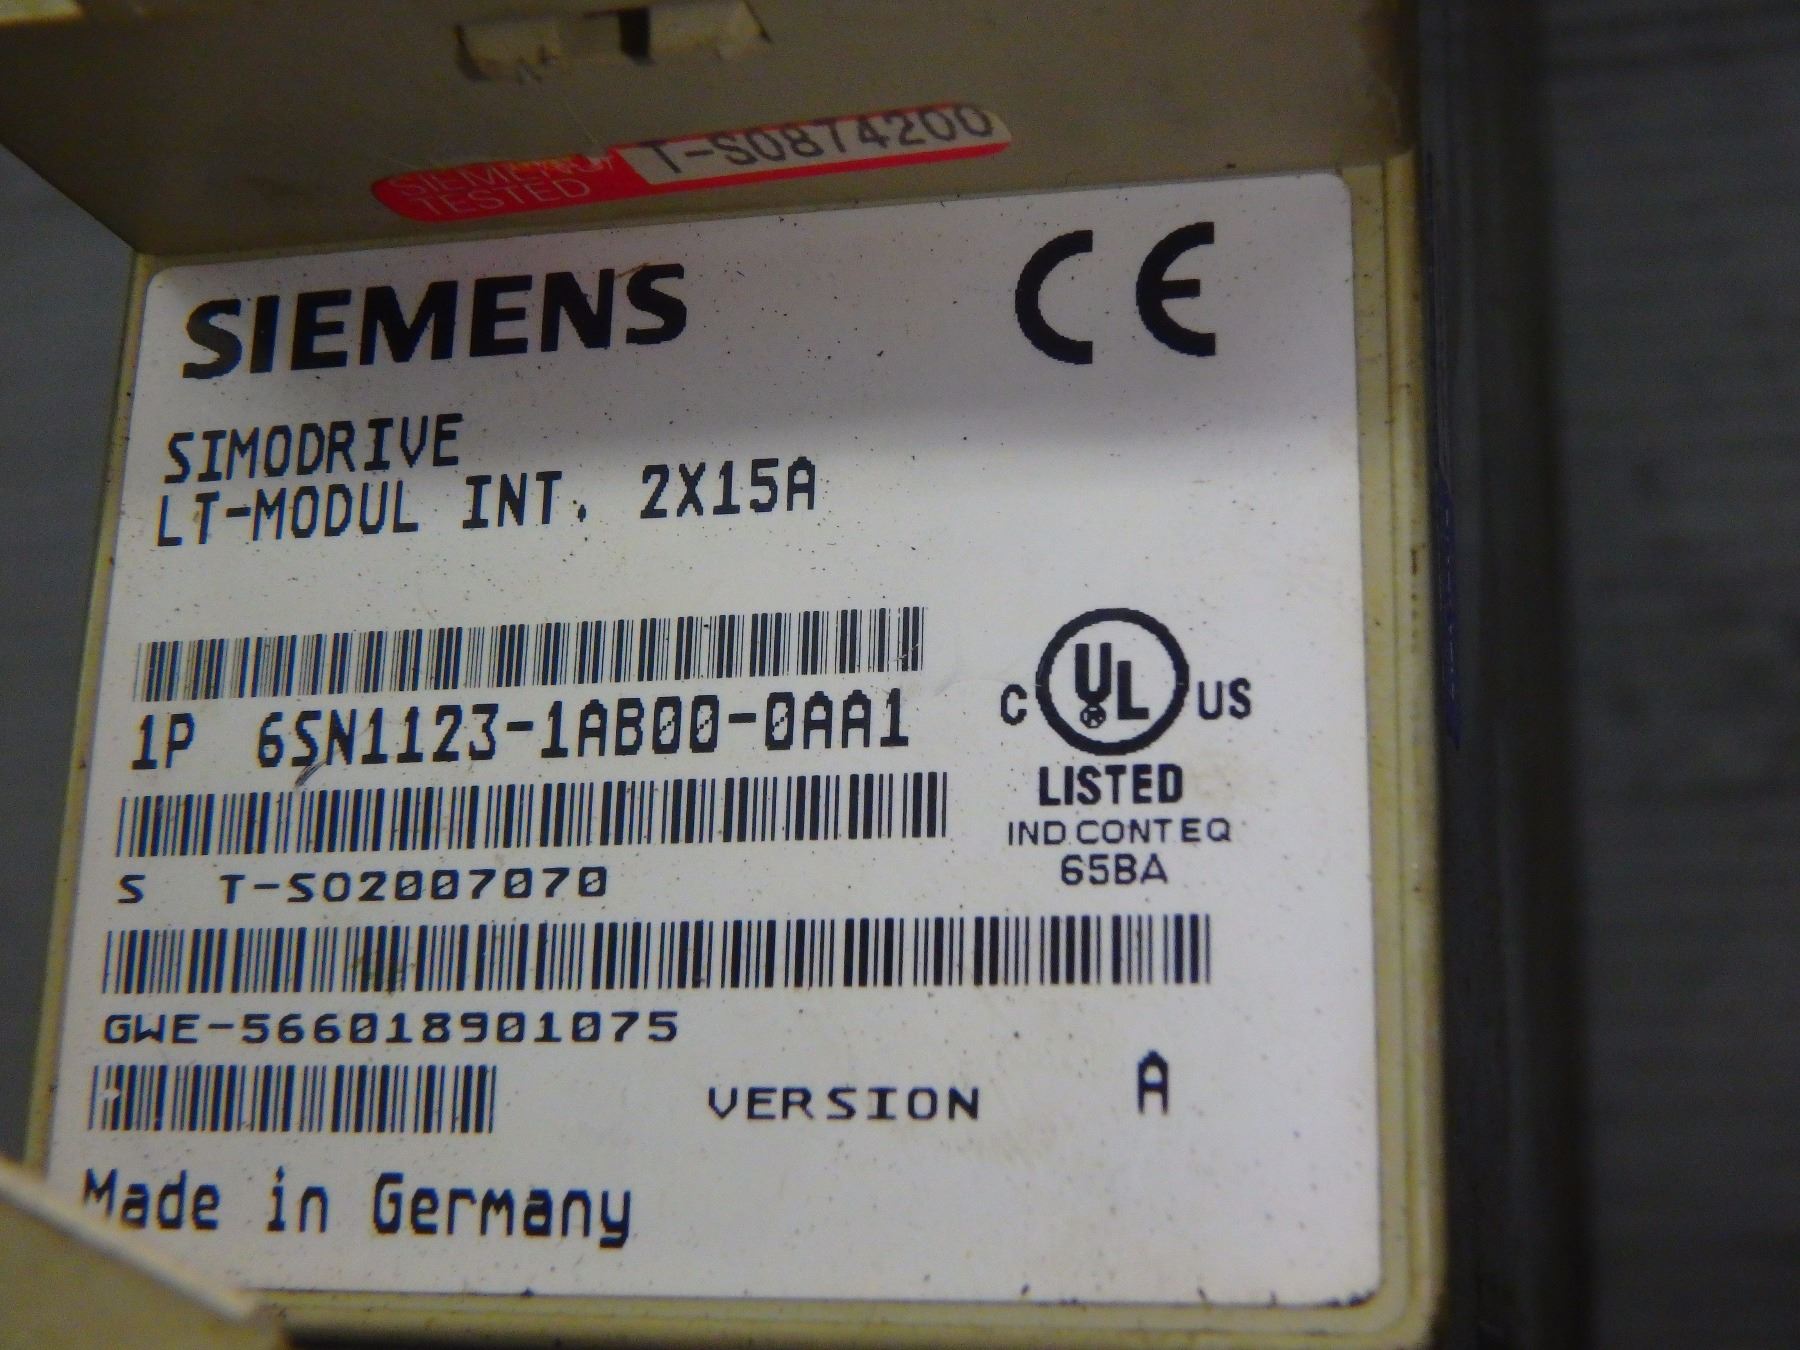 SIEMENS
TESTED
T-S0874200
SIEMENS
CE
SIMODRIVE
LT-MODUL INT. 2X15A
1P 6SN1123-1AB00-0AA1
C UL US
R
LISTED
IND.CONT.EQ
65BA
S T-S02007070
GWE-566018901075
VERSION A
Made in Germany